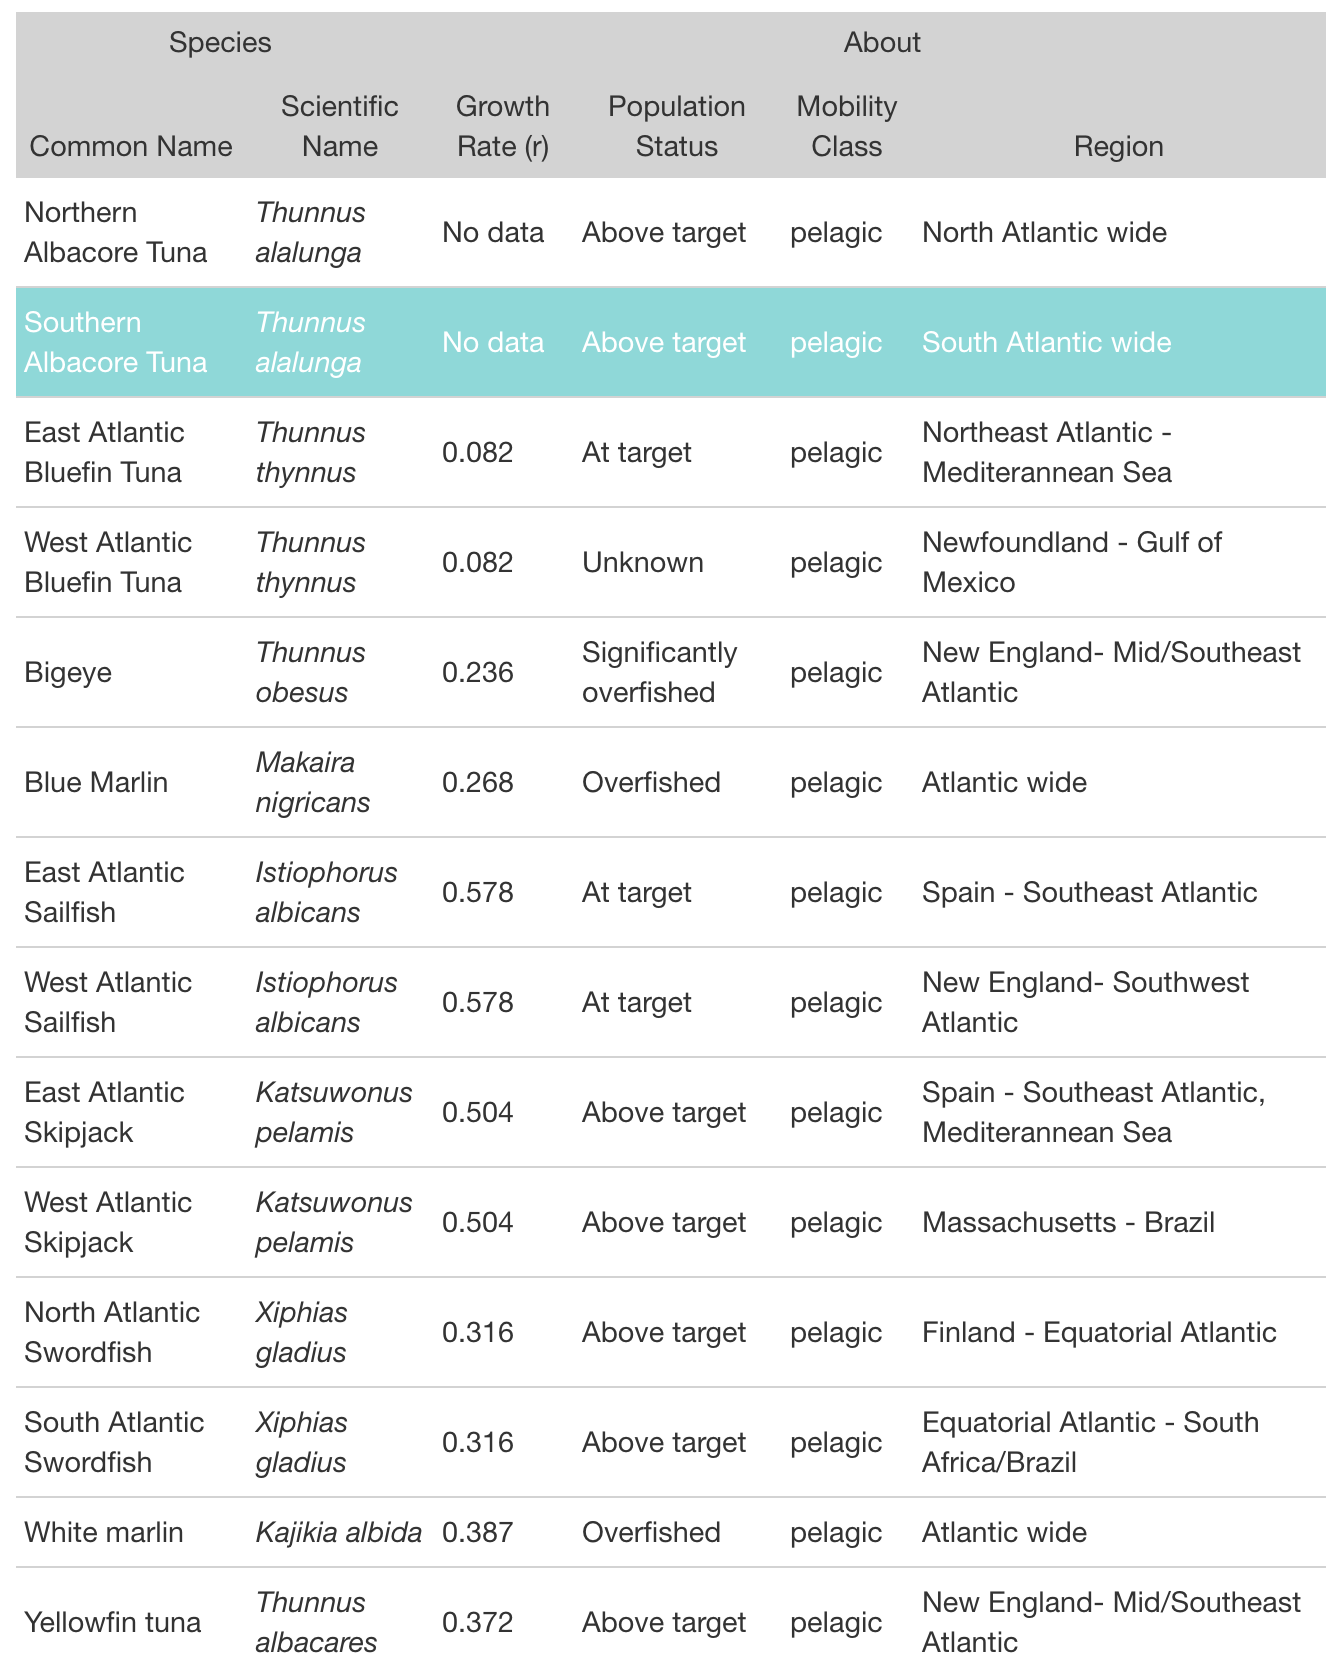 Species About
Scientific Growth Population Mobility
Common Name Name Rate (r) Status Class Region
Northern Thunnus
Albacore Tuna alalunga No data Above target pelagic North Atlantic wide
Southern Thunnus
Albacore Tuna alalunga No data Above target pelagic South Atlantic wide
East Atlantic Thunnus 0.082 At target pelagic Northeast Atlantic -
Bluefin Tuna thynnus Mediterannean Sea
West Atlantic Thunnus 0.082 Unknown pelagic Newfoundland - Gulf of
Bluefin Tuna thynnus Mexico
Bigeye Thunnus 0.236 Significantly pelagic New England- Mid/Southeast
obesus overfished Atlantic
Blue Marlin Makaira 0.268 Overfished pelagic Atlantic wide
nigricans
East Atlantic Istiophorus 0.578 At target pelagic Spain - Southeast Atlantic
Sailfish albicans
West Atlantic Istiophorus 0.578 At target pelagic New England- Southwest
Sailfish albicans Atlantic
East Atlantic Katsuwonus 0.504 Above target pelagic Spain - Southeast Atlantic,
Skipjack pelamis Mediterannean Sea
West Atlantic Katsuwonus 0.504 Above target pelagic Massachusetts - Brazil
Skipjack pelamis
North Atlantic Xiphias 0.316 Above target pelagic Finland - Equatorial Atlantic
Swordfish gladius
South Atlantic Xiphias 0.316 Above target pelagic Equatorial Atlantic - South
Swordfish gladius Africa/Brazil
White marlin Kajikia albida 0.387 Overfished pelagic Atlantic wide
Yellowfin tuna Thunnus 0.372 Above target pelagic New England- Mid/Southeast
albacares Atlantic